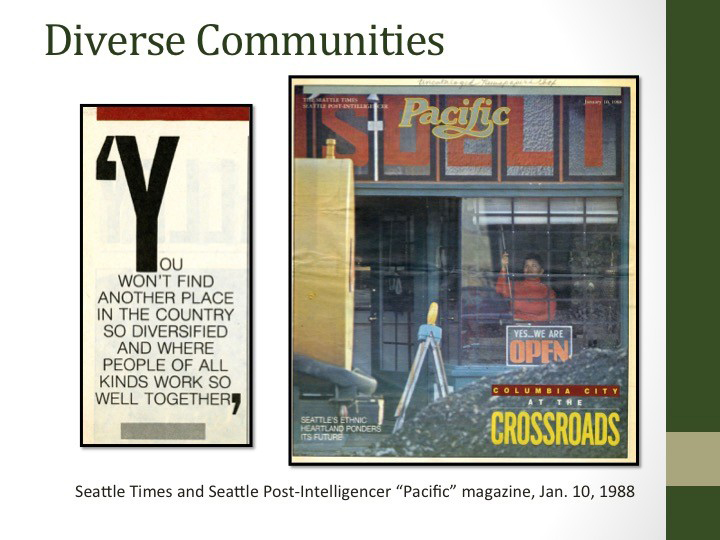 Diverse Communities
‘YOU
WON'T FIND
ANOTHER PLACE
IN THE COUNTRY
SO DIVERSIFIED
AND WHERE
PEOPLE OF ALL
KINDS WORK SO
WELL TOGETHER’
THE SEATTLE TIMES
SEATTLE POST-INTELLIGENCER
Pacific
January 10, 1988
DELI
YES...WE ARE
OPEN
COLUMBIA CITY
AT THE
CROSSROADS
SEATTLE'S ETHNIC
HEARTLAND PONDERS
ITS FUTURE
Seattle Times and Seattle Post-Intelligencer “Pacific” magazine, Jan. 10, 1988